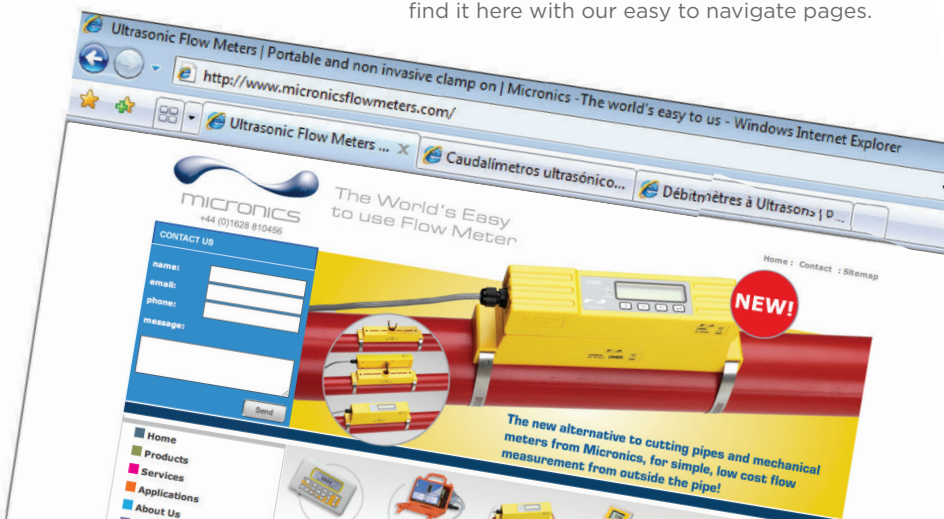 find it here with our easy to navigate pages.
Ultrasonic Flow Meters | Portable and non invasive clamp on | Micronics -The world's easy to us - Windows Internet Explorer
http://www.micronicsflowmeters.com/
Ultrasonic Flow Meters ...
Caudalímetros ultrasónico...
Débitmètres à Ultrasons | P...
micronics
+44 (0)1628 810456
The World's Easy
to use Flow Meter
Home : Contact : Sitemap
CONTACT US
name:
email:
phone:
message:
Send
NEW!
The new alternative to cutting pipes and mechanical
meters from Micronics, for simple, low cost flow
measurement from outside the pipe!
Home
Products
Services
Applications
About Us